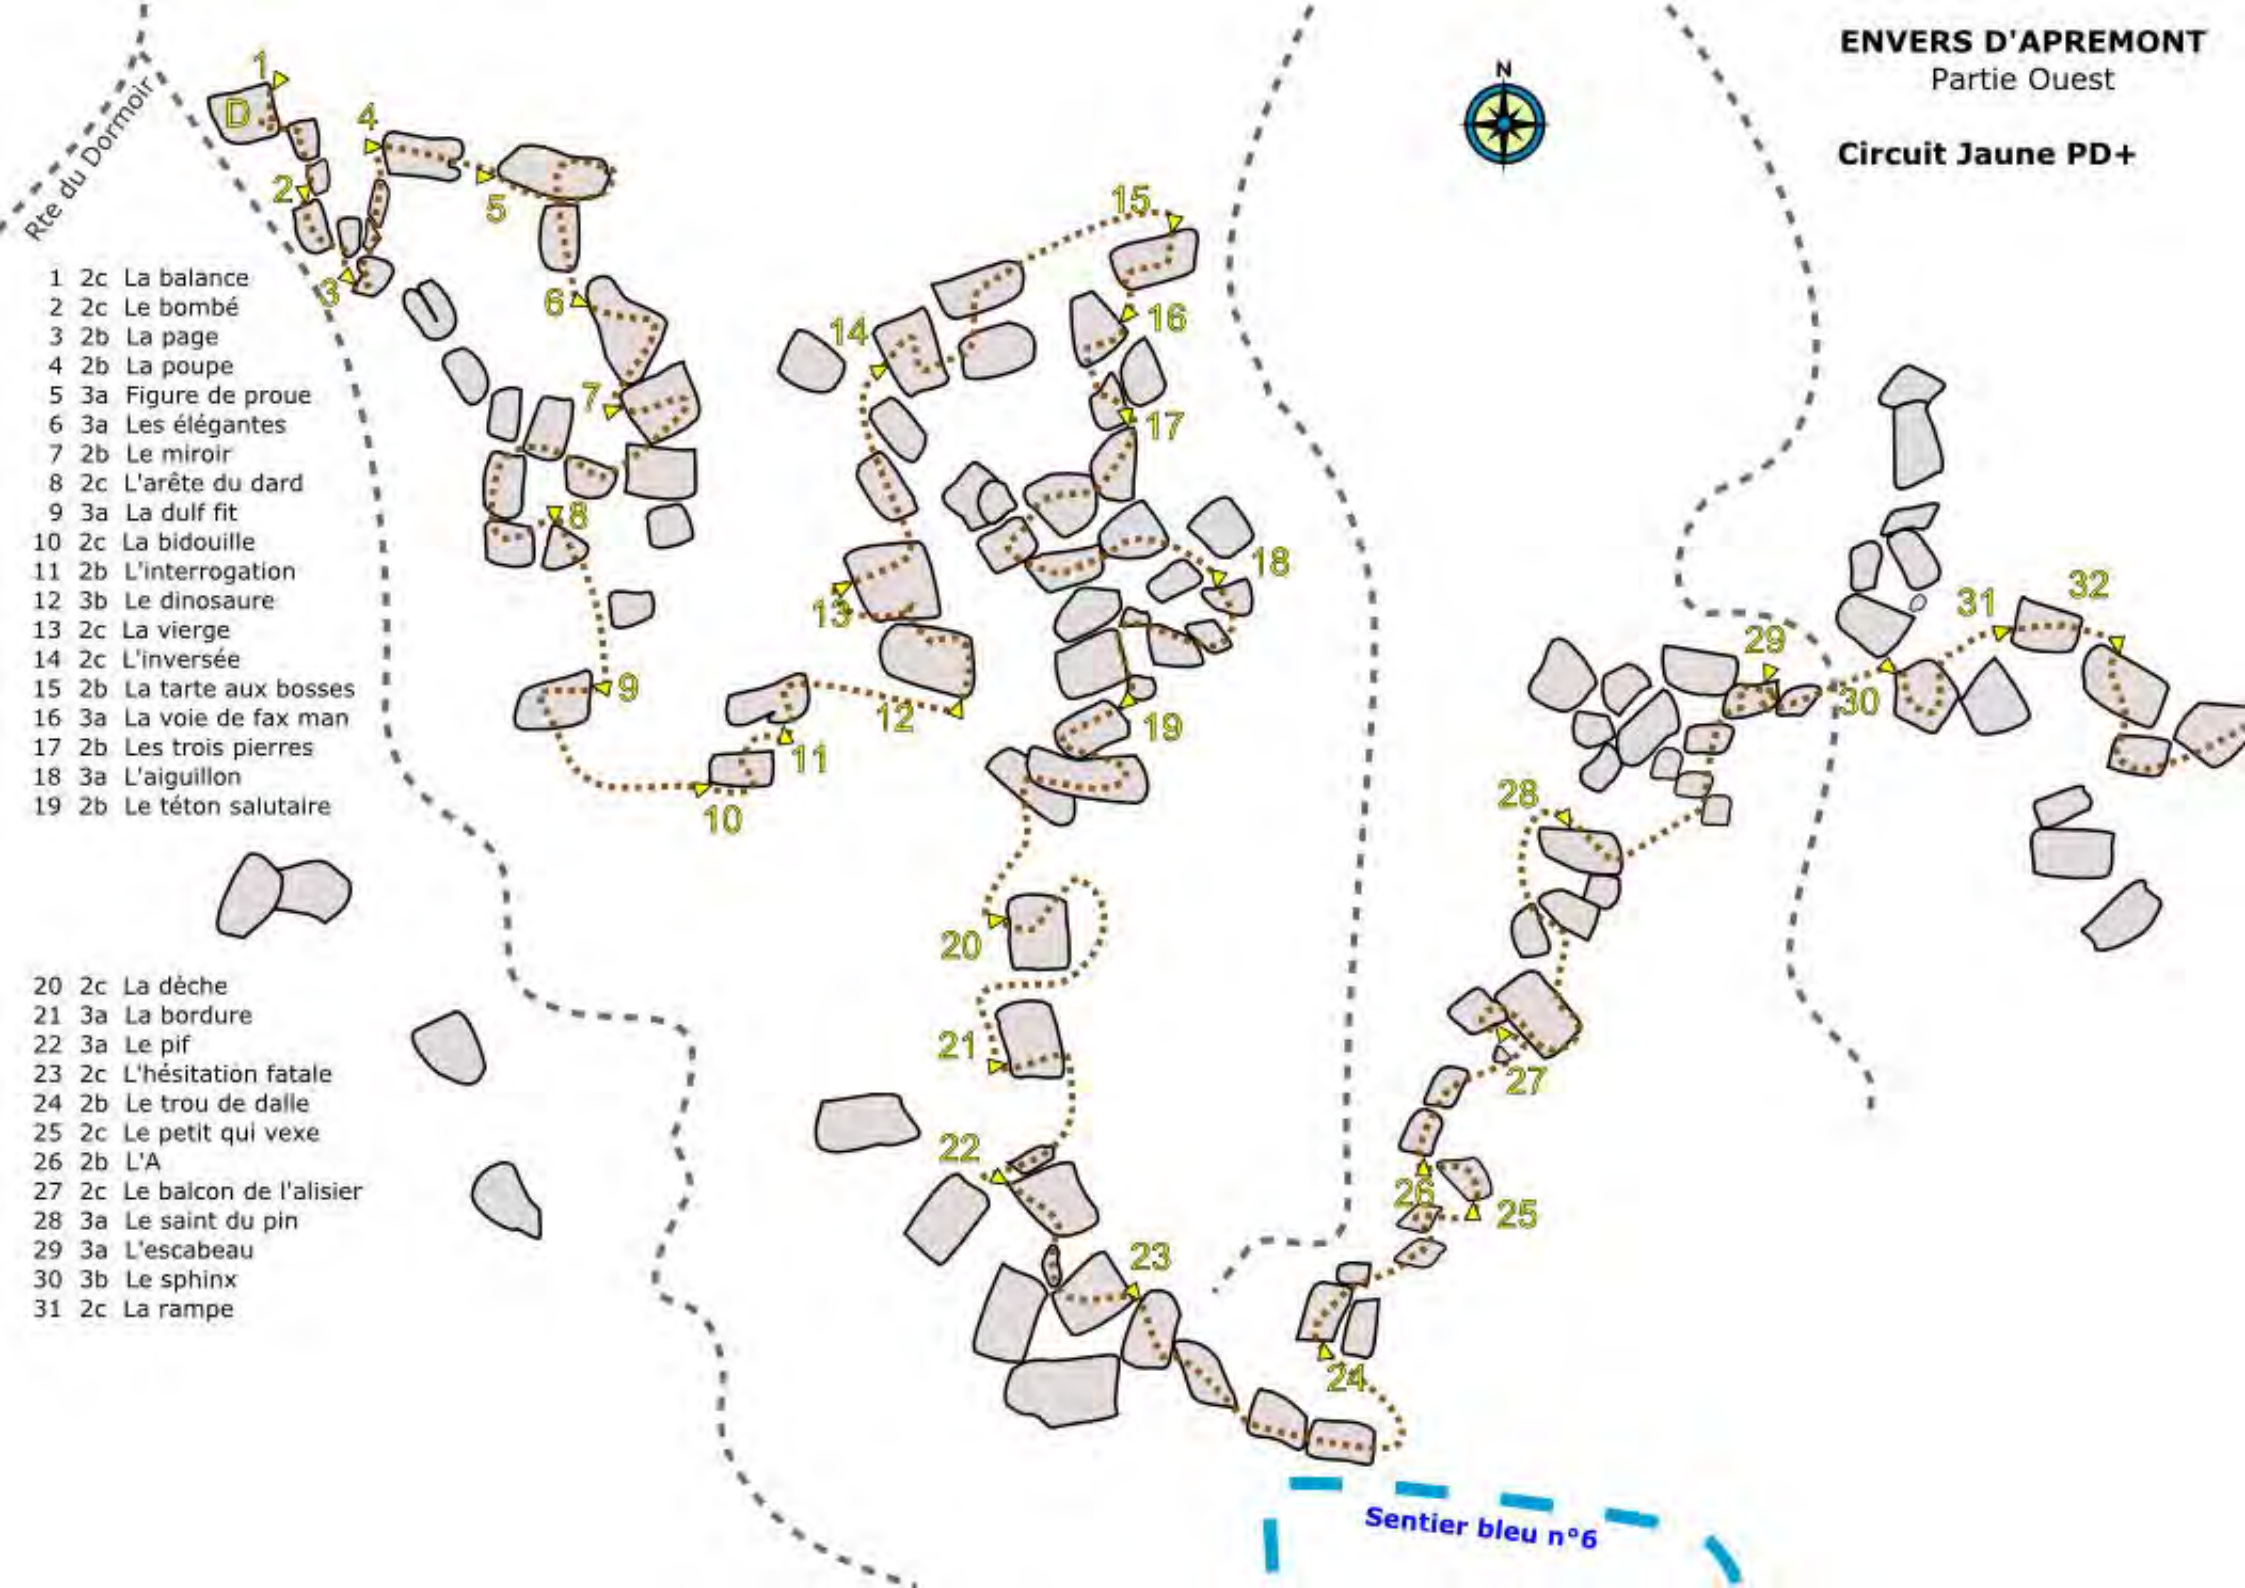 ENVERS D'APREMONT
Partie Ouest
Circuit Jaune PD+
N
Rte du Dormoir
D
1
2
3
4
5
6
7
8
9
10
11
12
13
14
15
16
17
18
19
20
21
22
23
24
25
26
27
28
29
30
31
32
1 2c La balance
2 2c Le bombé
3 2b La page
4 2b La poupe
5 3a Figure de proue
6 3a Les élégantes
7 2b Le miroir
8 2c L'arête du dard
9 3a La dulf fit
10 2c La bidouille
11 2b L'interrogation
12 3b Le dinosaure
13 2c La vierge
14 2c L'inversée
15 2b La tarte aux bosses
16 3a La voie de fax man
17 2b Les trois pierres
18 3a L'aiguillon
19 2b Le téton salutaire
20 2c La dèche
21 3a La bordure
22 3a Le pif
23 2c L'hésitation fatale
24 2b Le trou de dalle
25 2c Le petit qui vexe
26 2b L'A
27 2c Le balcon de l'alisier
28 3a Le saint du pin
29 3a L'escabeau
30 3b Le sphinx
31 2c La rampe
Sentier bleu n°6